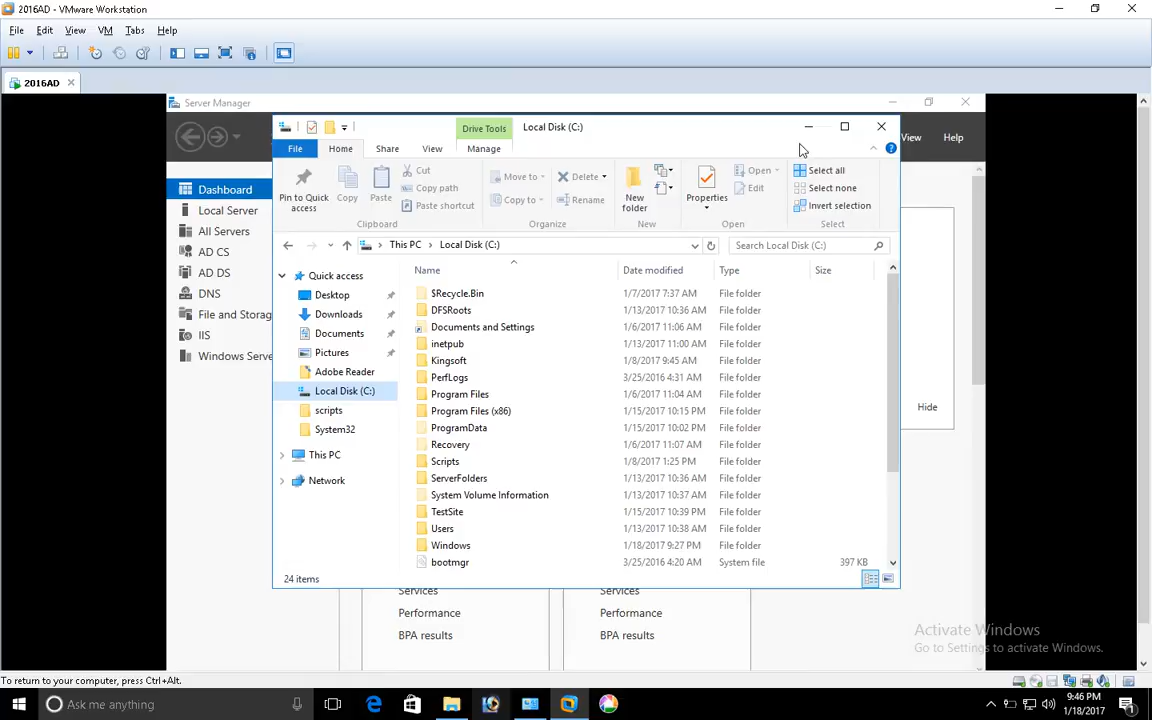 2016AD - VMware Workstation
File Edit View VM Tabs Help
2016AD
Server Manager
Drive Tools
Local Disk (C:)
View Help
File Home Share View Manage
Pin to Quick access
Copy
Paste
Cut
Copy path
Paste shortcut
Clipboard
Move to
Copy to
Delete
Rename
Organize
New folder
New
Properties
Open
Edit
Open
Select all
Select none
Invert selection
Select
This PC Local Disk (C:)
Search Local Disk (C:)
Dashboard
Local Server
All Servers
AD CS
AD DS
DNS
File and Storag
IIS
Windows Serve
Quick access
Desktop
Downloads
Documents
Pictures
Adobe Reader
Local Disk (C:)
scripts
System32
This PC
Network
Name Date modified Type Size
$Recycle.Bin 1/7/2017 7:37 AM File folder
DFSRoots 1/13/2017 10:36 AM File folder
Documents and Settings 1/6/2017 11:06 AM File folder
inetpub 1/13/2017 11:00 AM File folder
Kingsoft 1/8/2017 9:45 AM File folder
PerfLogs 3/25/2016 4:31 AM File folder
Program Files 1/6/2017 11:04 AM File folder
Program Files (x86) 1/15/2017 10:15 PM File folder
ProgramData 1/15/2017 10:02 PM File folder
Recovery 1/6/2017 11:07 AM File folder
Scripts 1/8/2017 1:25 PM File folder
ServerFolders 1/13/2017 10:36 AM File folder
System Volume Information 1/13/2017 10:37 AM File folder
TestSite 1/15/2017 10:39 PM File folder
Users 1/13/2017 10:38 AM File folder
Windows 1/18/2017 9:27 PM File folder
bootmgr 3/25/2016 4:20 AM System file 397 KB
24 items
Hide
Services Services
Performance Performance
BPA results BPA results
Activate Windows
Go to Settings to activate Windows.
To return to your computer, press Ctrl+Alt.
Ask me anything
9:46 PM
1/18/2017